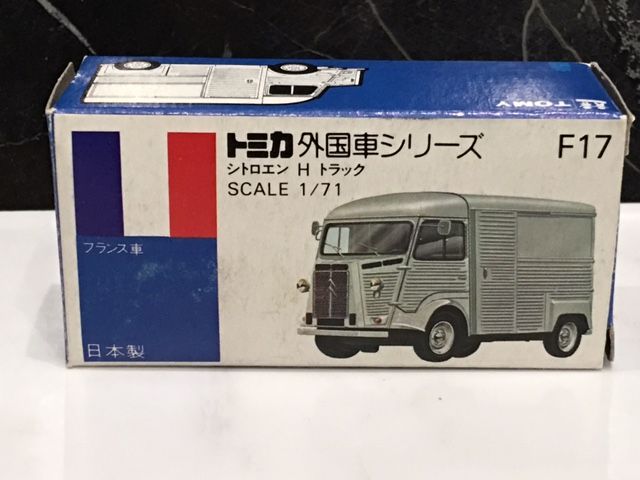 TOMY
トミカ 外国車シリーズ F17
シトロエン H トラック
SCALE 1/71
フランス車
日本製